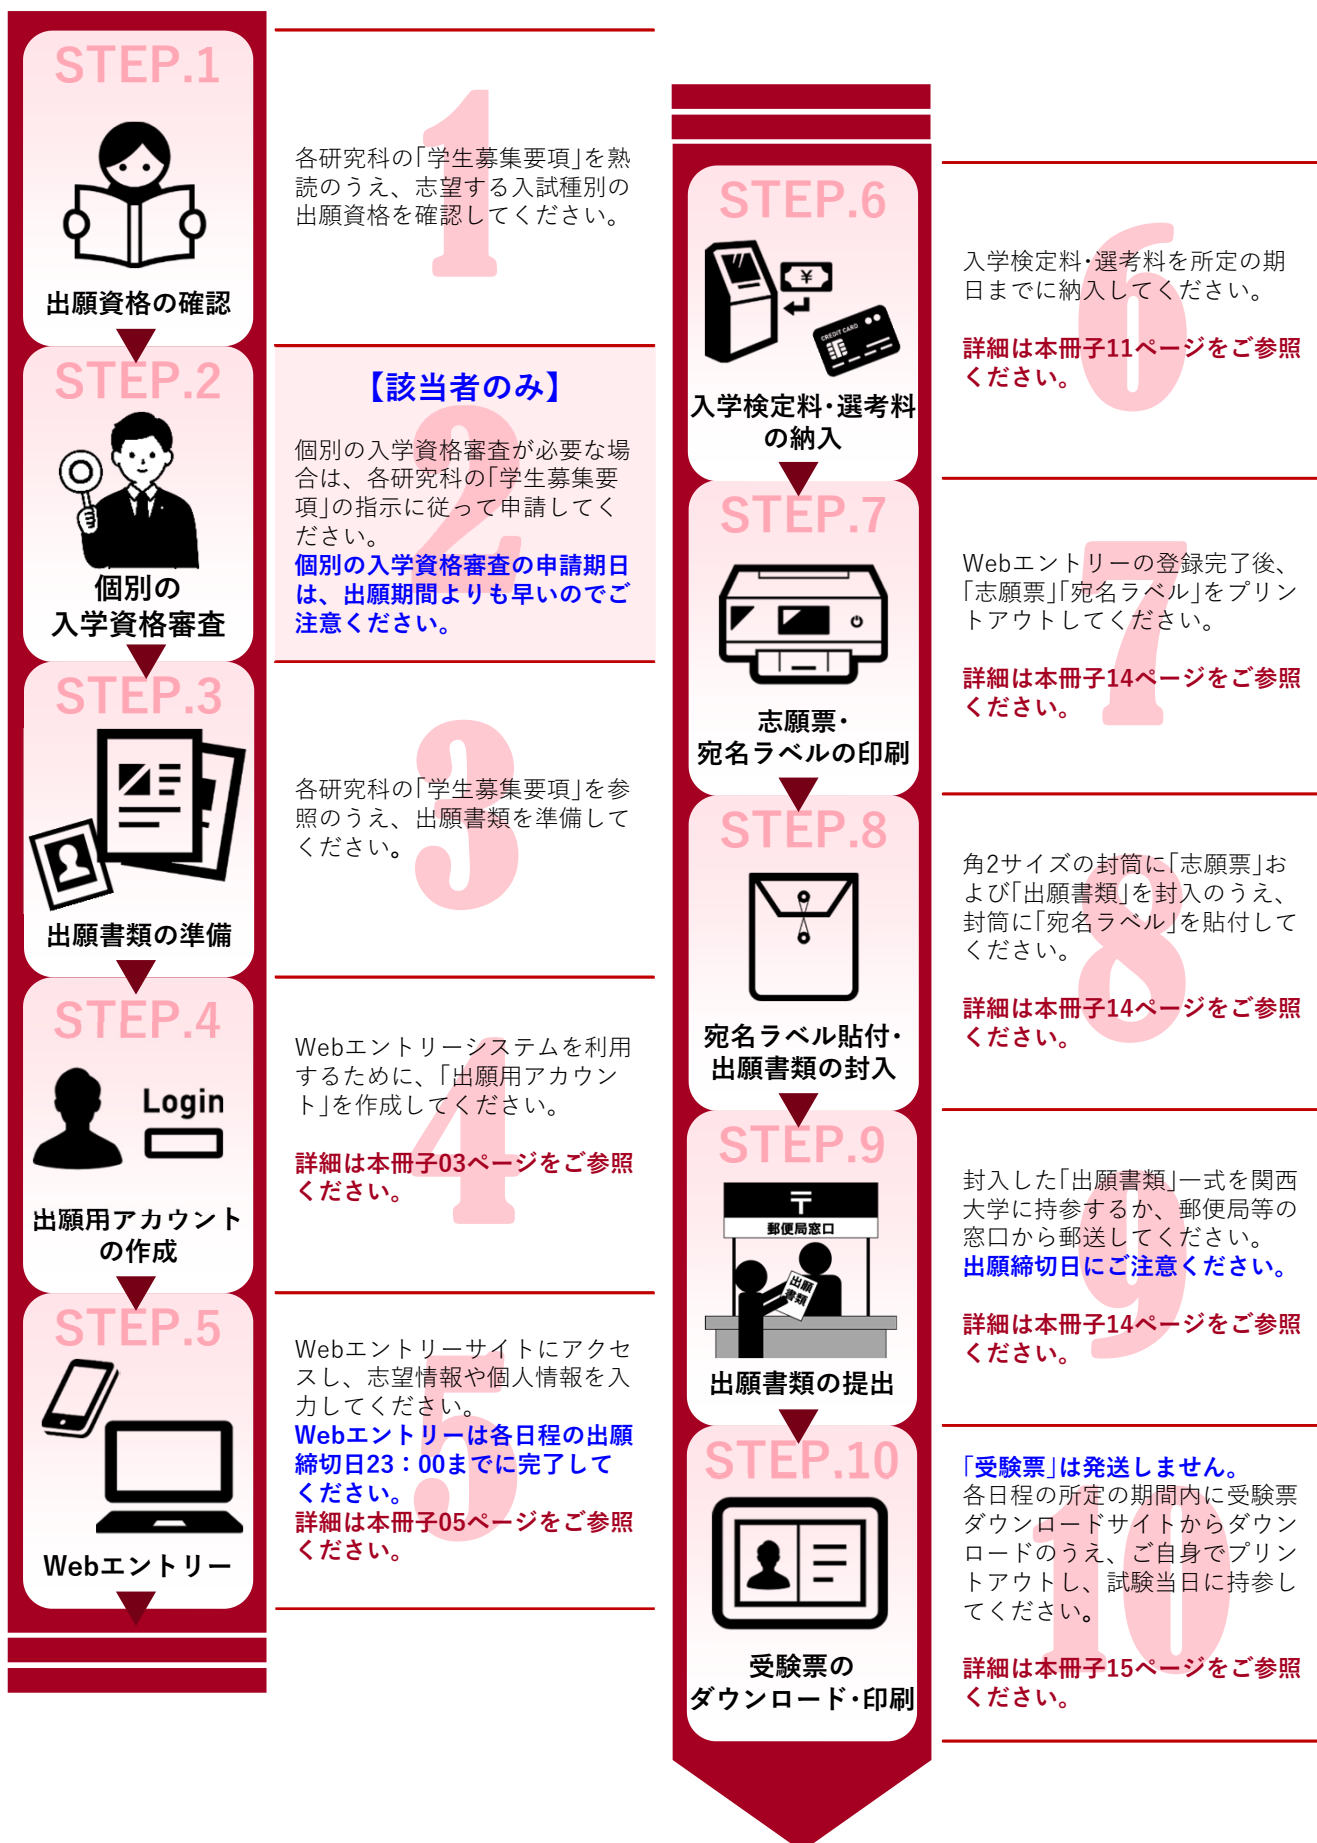 STEP.1
出願資格の確認
1
各研究科の「学生募集要項」を熟
読のうえ、志望する入試種別の
出願資格を確認してください。
STEP.2
個別の
入学資格審査
2
【該当者のみ】
個別の入学資格審査が必要な場
合は、各研究科の「学生募集要
項」の指示に従って申請してく
ださい。
個別の入学資格審査の申請期日
は、出願期間よりも早いのでご
注意ください。
STEP.3
出願書類の準備
3
各研究科の「学生募集要項」を参
照のうえ、出願書類を準備して
ください。
STEP.4
Login
出願用アカウント
の作成
4
Webエントリーシステムを利用
するために、「出願用アカウン
ト」を作成してください。
詳細は本冊子03ページをご参照
ください。
STEP.5
Webエントリー
5
Webエントリーサイトにアクセ
スし、志望情報や個人情報を入
力してください。
Webエントリーは各日程の出願
締切日23：00までに完了して
ください。
詳細は本冊子05ページをご参照
ください。
STEP.6
¥
CREDIT CARD
入学検定料・選考料
の納入
6
入学検定料・選考料を所定の期
日までに納入してください。
詳細は本冊子11ページをご参照
ください。
STEP.7
志願票・
宛名ラベルの印刷
7
Webエントリーの登録完了後、
「志願票」「宛名ラベル」をプリン
トアウトしてください。
詳細は本冊子14ページをご参照
ください。
STEP.8
宛名ラベル貼付・
出願書類の封入
8
角2サイズの封筒に「志願票」お
よび「出願書類」を封入のうえ、
封筒に「宛名ラベル」を貼付して
ください。
詳細は本冊子14ページをご参照
ください。
STEP.9
〒
郵便局窓口
出願
書類
出願書類の提出
9
封入した「出願書類」一式を関西
大学に持参するか、郵便局等の
窓口から郵送してください。
出願締切日にご注意ください。
詳細は本冊子14ページをご参照
ください。
STEP.10
受験票の
ダウンロード・印刷
10
「受験票」は発送しません。
各日程の所定の期間内に受験票
ダウンロードサイトからダウン
ロードのうえ、ご自身でプリン
トアウトし、試験当日に持参し
てください。
詳細は本冊子15ページをご参照
ください。